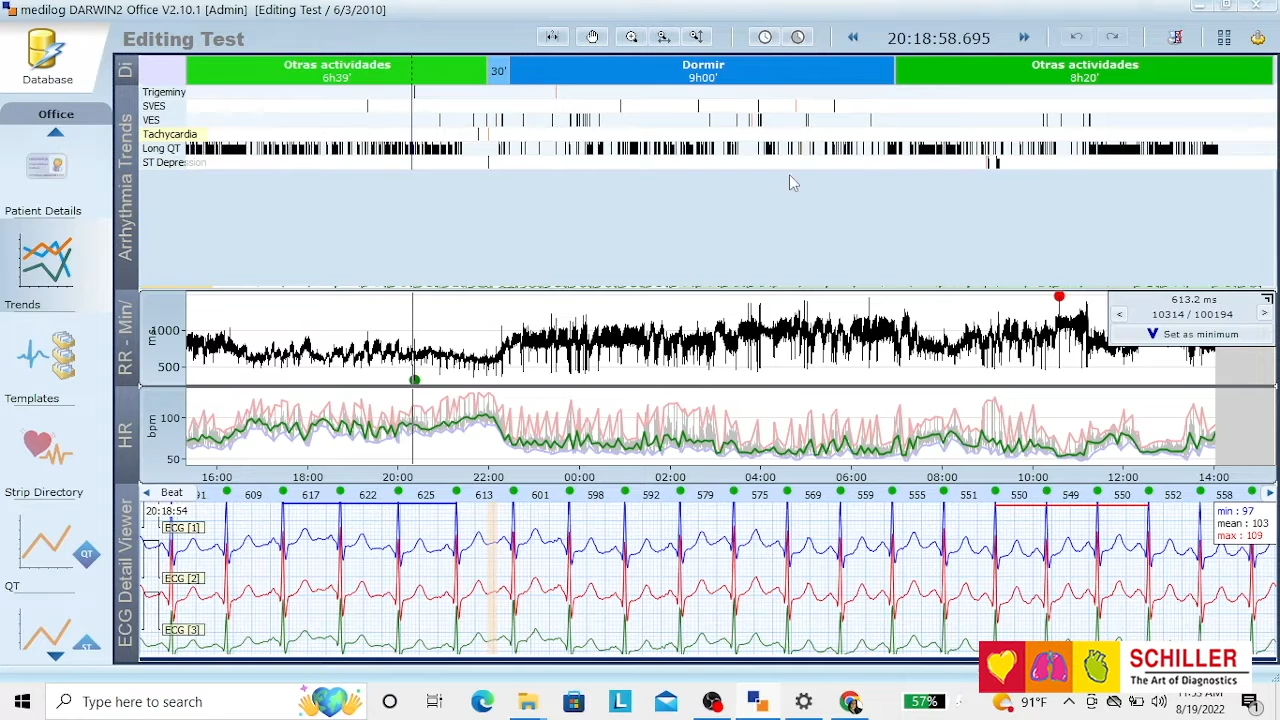 medilog DARWIN2 Office V2.10.1 [Admin] [Editing Test / 6/3/2010]
Database
Editing Test
20:18:58.695
Office
Patient Details
Trends
Templates
Strip Directory
QT
ST
Di
Otras actividades
6h39'
30'
Dormir
9h00'
Otras actividades
8h20'
Arrhythmia Trends
Trigeminy
SVES
VES
Tachycardia
Long QT
ST Depression
RR - Min/
ms
1000
500
613.2 ms
< 10314 / 100194 >
Set as minimum
HR
bpm
100
50
16:00 18:00 20:00 22:00 00:00 02:00 04:00 06:00 08:00 10:00 12:00 14:00
ECG Detail Viewer
Beat 591 609 617 622 625 613 601 598 592 579 575 569 559 555 551 550 549 550 552 558
20:18:54
ECG [1]
ECG [2]
ECG [3]
min : 97
mean : 103
max : 109
SCHILLER
The Art of Diagnostics
Type here to search
57%
91°F
8/19/2022
1